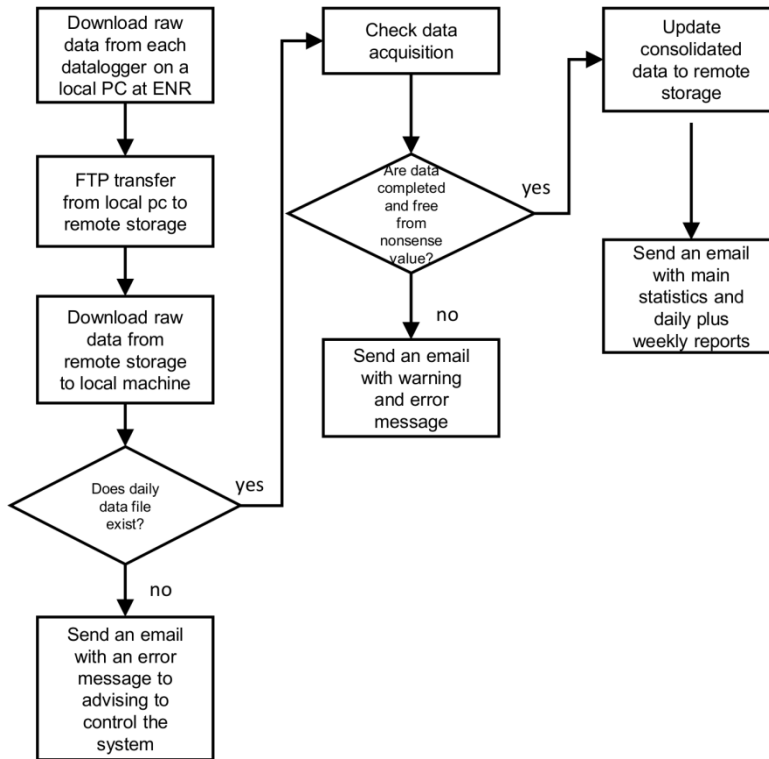 Download raw
data from each
datalogger on a
local PC at ENR
FTP transfer
from local pc to
remote storage
Download raw
data from
remote storage
to local machine
Does daily
data file
exist?
yes
no
Send an email
with an error
message to
advising to
control the
system
Check data
acquisition
Are data
completed
and free
from
nonsense
value?
yes
no
Send an email
with warning
and error
message
Update
consolidated
data to remote
storage
Send an email
with main
statistics and
daily plus
weekly reports